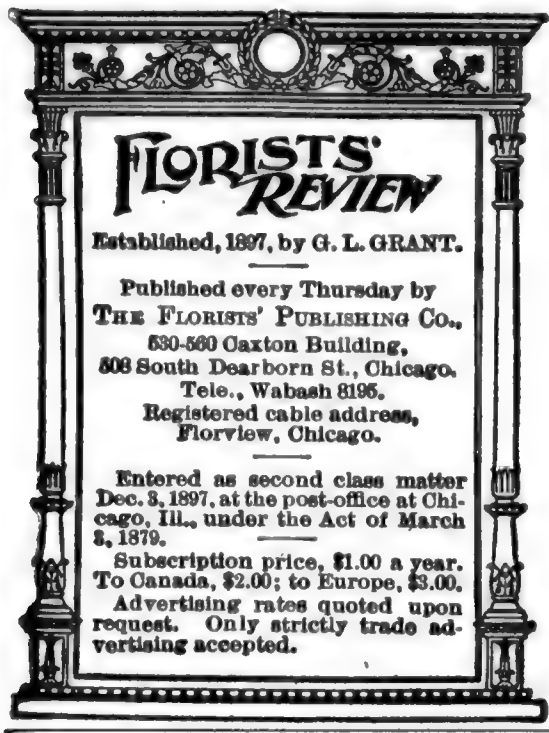 FLORISTS'
REVIEW
Established, 1897, by G. L. GRANT.
Published every Thursday by
THE FLORISTS' PUBLISHING CO.,
530-560 Caxton Building,
508 South Dearborn St., Chicago.
Tele., Wabash 8195.
Registered cable address,
Florview, Chicago.
Entered as second class matter
Dec. 3, 1897, at the post-office at Chi-
cago, Ill., under the Act of March
3, 1879.
Subscription price, $1.00 a year.
To Canada, $2.00; to Europe, $3.00.
Advertising rates quoted upon
request. Only strictly trade ad-
vertising accepted.